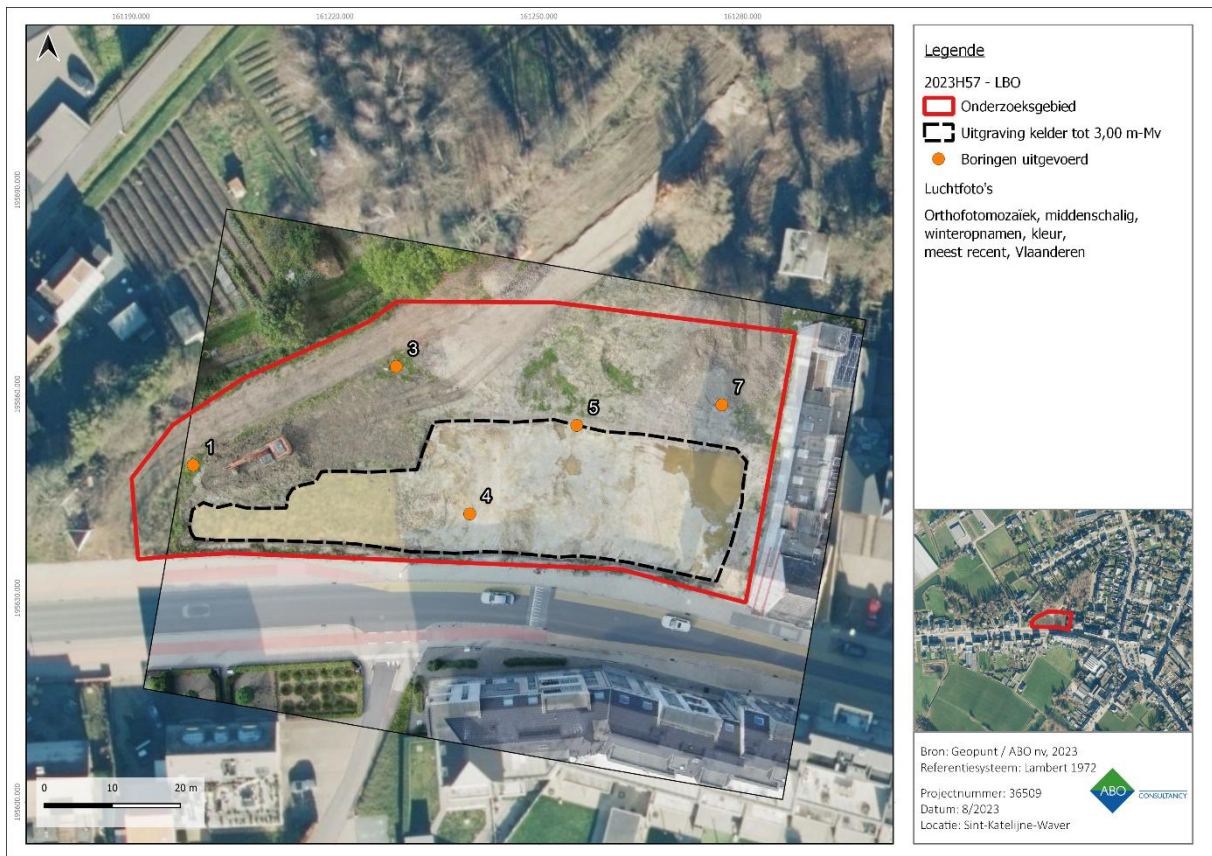 161190.000
161220.000
161250.000
161280.000
195690.000
195660.000
195630.000
195600.000
3
7
5
1
4
0 10 20 m
Legende
2023H57 - LBO
Onderzoeksgebied
Uitgraving kelder tot 3,00 m-Mv
Boringen uitgevoerd
Luchtfoto's
Orthofotomozaïek, middenschalig,
winteropnamen, kleur,
meest recent, Vlaanderen
Bron: Geopunt / ABO nv, 2023
Referentiesysteem: Lambert 1972
Projectnummer: 36509
Datum: 8/2023
Locatie: Sint-Katelijne-Waver
ABO
CONSULTANCY